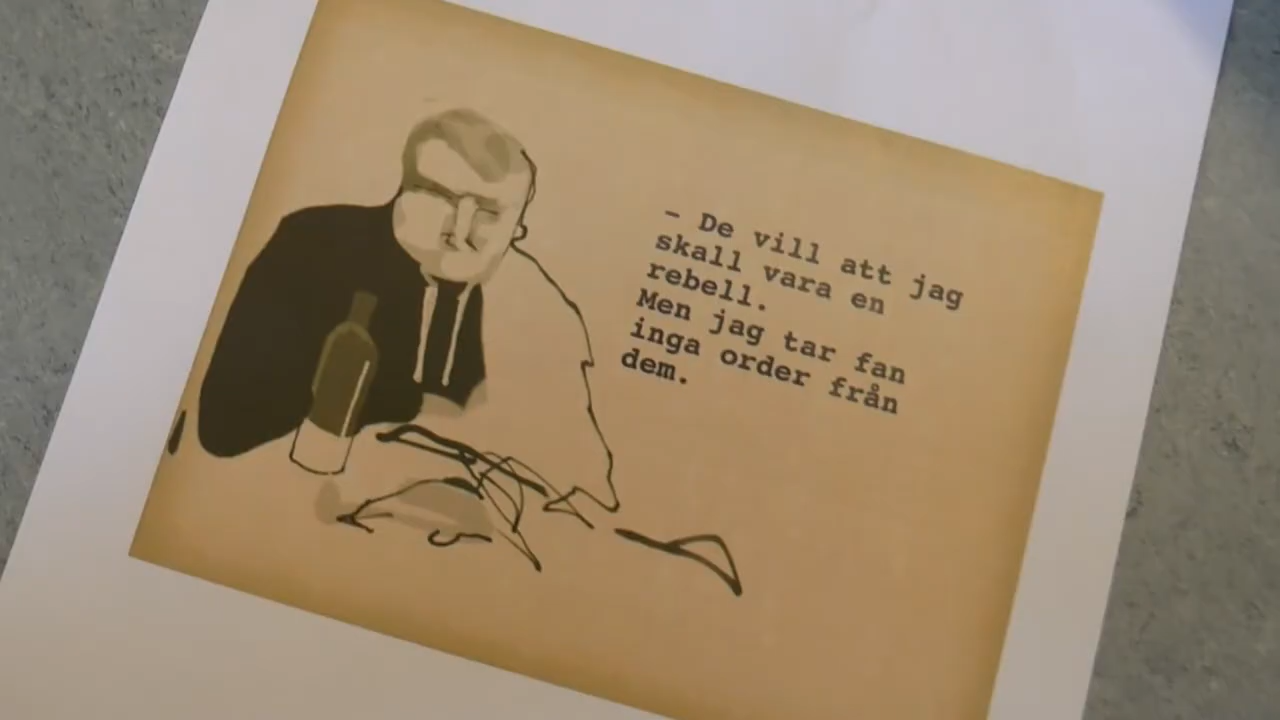 – De vill att jag
skall vara en
rebell.
Men jag tar fan
inga order från
dem.